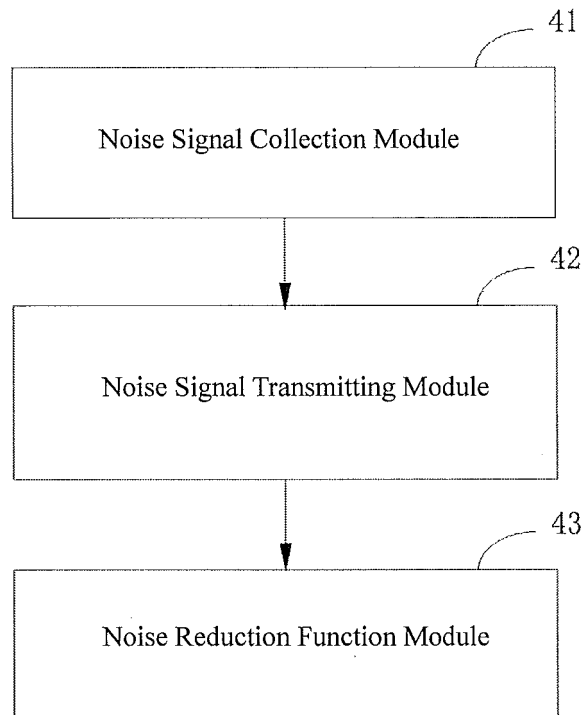 41
Noise Signal Collection Module
42
Noise Signal Transmitting Module
43
Noise Reduction Function Module